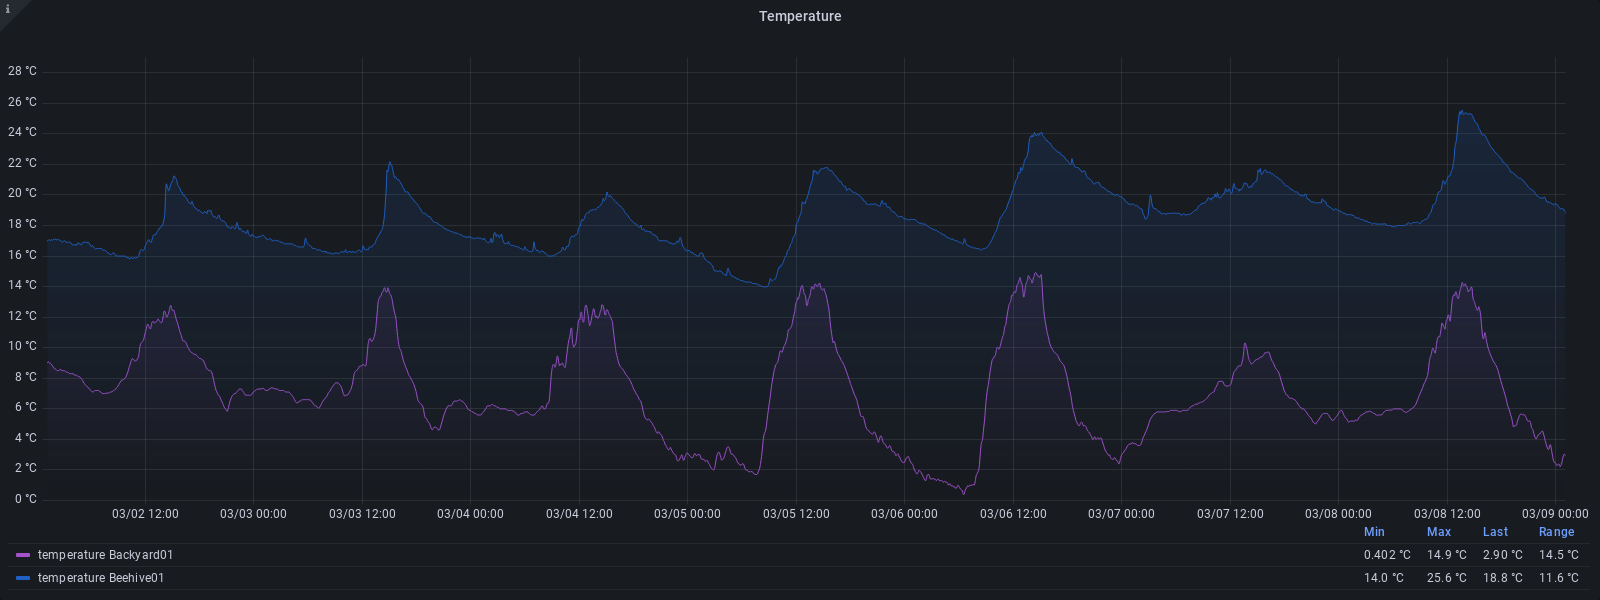 i
Temperature
28 °C
26 °C
24 °C
22 °C
20 °C
18 °C
16 °C
14 °C
12 °C
10 °C
8 °C
6 °C
4 °C
2 °C
0 °C
03/02 12:00 03/03 00:00 03/03 12:00 03/04 00:00 03/04 12:00 03/05 00:00 03/05 12:00 03/06 00:00 03/06 12:00 03/07 00:00 03/07 12:00 03/08 00:00 03/08 12:00 03/09 00:00
Min Max Last Range
temperature Backyard01 0.402 °C 14.9 °C 2.90 °C 14.5 °C
temperature Beehive01 14.0 °C 25.6 °C 18.8 °C 11.6 °C